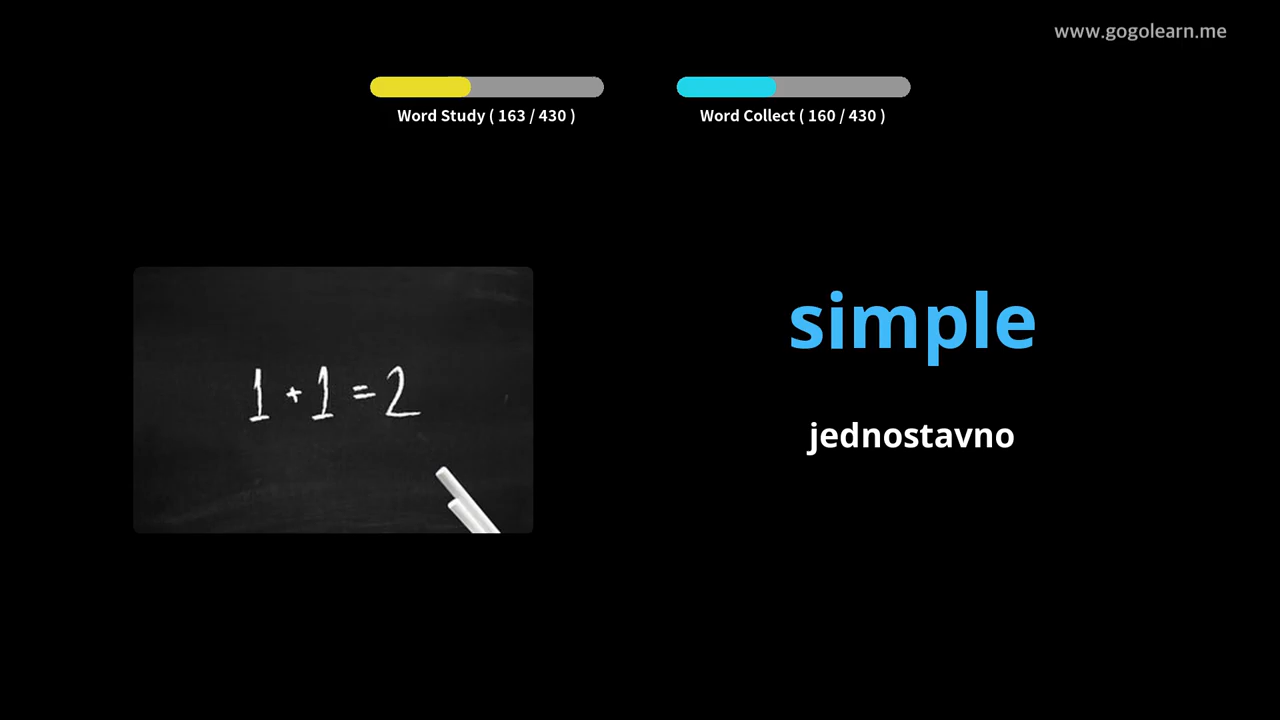 www.gogolearn.me
Word Study ( 163 / 430 )
Word Collect ( 160 / 430 )
1 + 1 = 2
simple
jednostavno